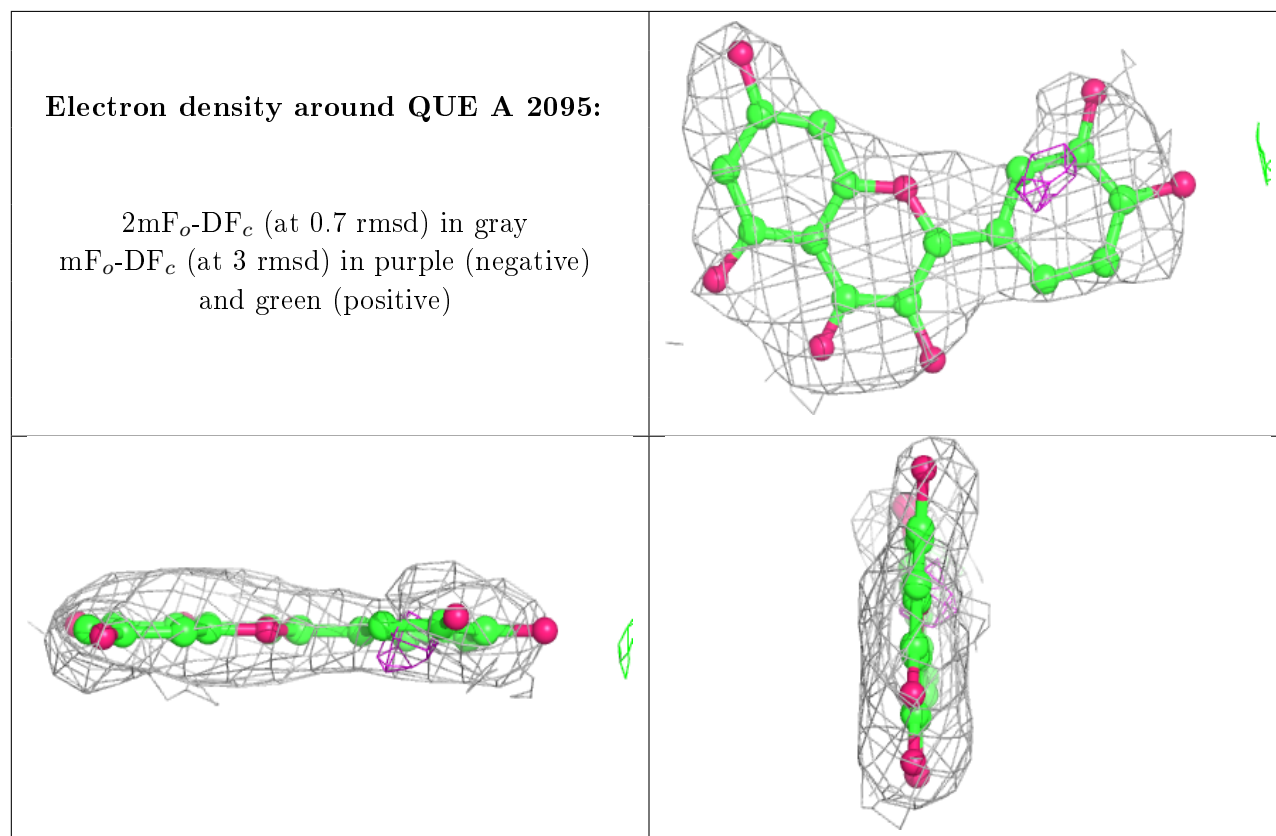 Electron density around QUE A 2095:
2mFₒ-DF𝒸 (at 0.7 rmsd) in gray
mFₒ-DF𝒸 (at 3 rmsd) in purple (negative)
and green (positive)